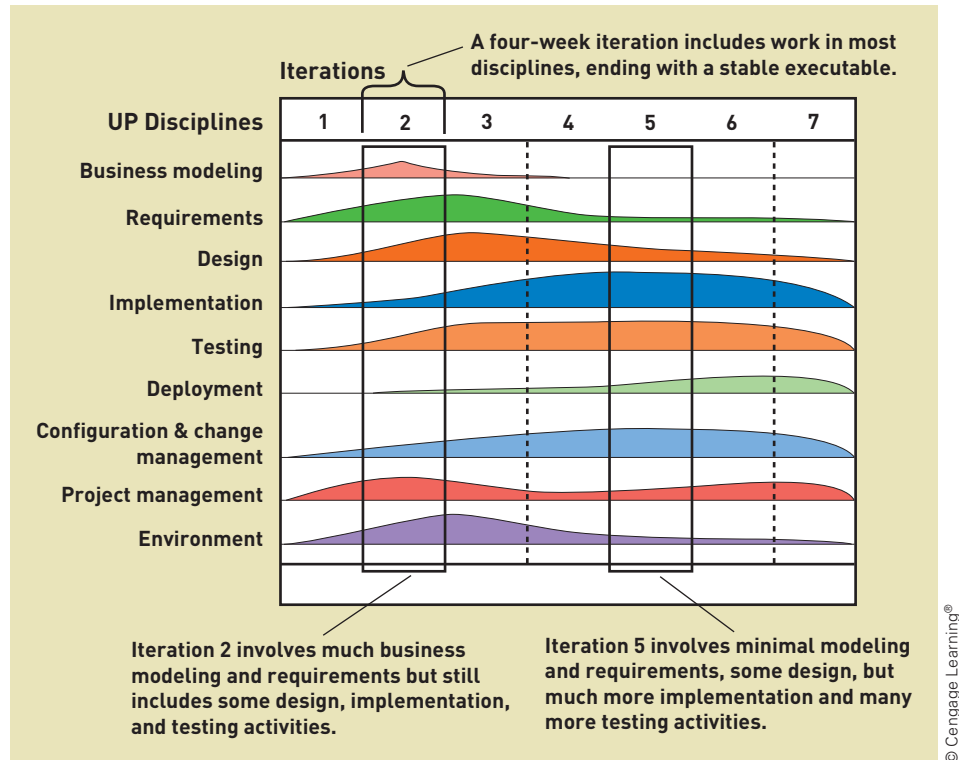 A four-week iteration includes work in most
disciplines, ending with a stable executable.
Iterations
UP Disciplines
1 2 3 4 5 6 7
Business modeling
Requirements
Design
Implementation
Testing
Deployment
Configuration & change
management
Project management
Environment
Iteration 2 involves much business
modeling and requirements but still
includes some design, implementation,
and testing activities.
Iteration 5 involves minimal modeling
and requirements, some design, but
much more implementation and many
more testing activities.
© Cengage Learning®